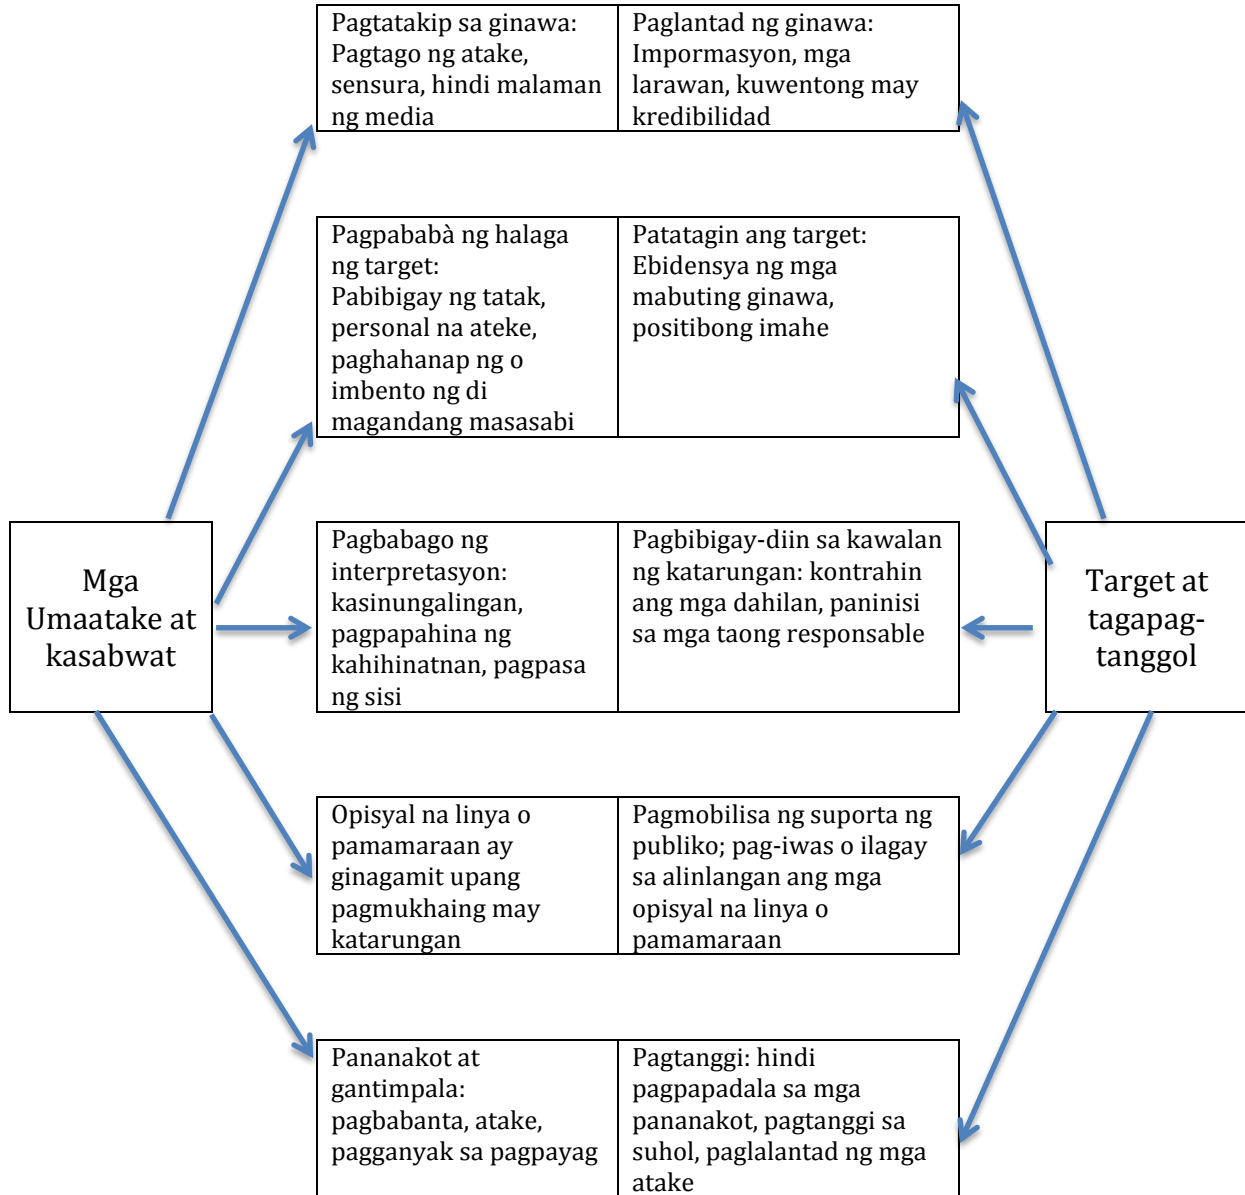 Pagtatakip sa ginawa:
Pagtago ng atake,
sensura, hindi malaman
ng media
Paglantad ng ginawa:
Impormasyon, mga
larawan, kuwentong may
kredibilidad
Pagpababà ng halaga
ng target:
Pabibigay ng tatak,
personal na ateke,
paghahanap ng o
imbento ng di
magandang masasabi
Patatagin ang target:
Ebidensya ng mga
mabuting ginawa,
positibong imahe
Mga
Umaatake at
kasabwat
Pagbabago ng
interpretasyon:
kasinungalingan,
pagpapahina ng
kahihinatnan, pagpasa
ng sisi
Pagbibigay-diin sa kawalan
ng katarungan: kontrahin
ang mga dahilan, paninisi
sa mga taong responsable
Target at
tagapag-
tanggol
Opisyal na linya o
pamamaraan ay
ginagamit upang
pagmukhaing may
katarungan
Pagmobilisa ng suporta ng
publiko; pag-iwas o ilagay
sa alinlangan ang mga
opisyal na linya o
pamamaraan
Pananakot at
gantimpala:
pagbabanta, atake,
pagganyak sa pagpayag
Pagtanggi: hindi
pagpapadala sa mga
pananakot, pagtanggi sa
suhol, paglalantad ng mga
atake